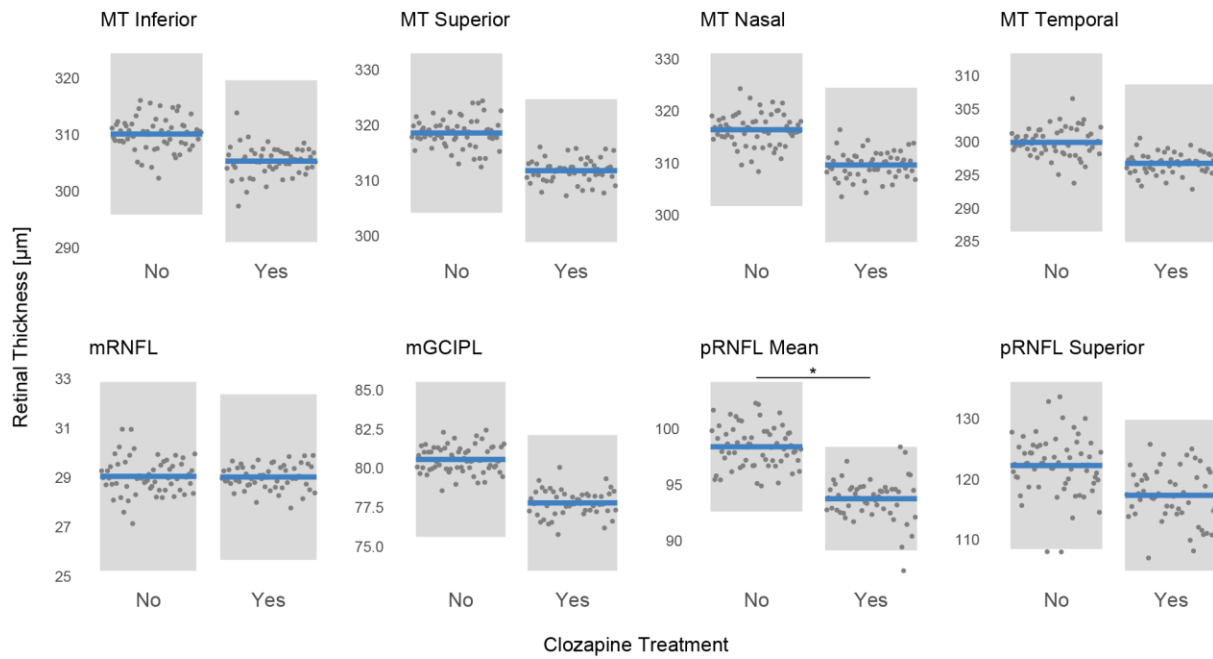 MT Inferior
MT Superior
MT Nasal
MT Temporal
320
310
300
290
No
Yes
330
320
310
300
No
Yes
330
320
310
300
No
Yes
310
305
300
295
290
285
No
Yes
Retinal Thickness [µm]
mRNFL
mGCIPL
pRNFL Mean
pRNFL Superior
33
31
29
27
25
No
Yes
85.0
82.5
80.0
77.5
75.0
No
Yes
*
100
95
90
No
Yes
130
120
110
No
Yes
Clozapine Treatment